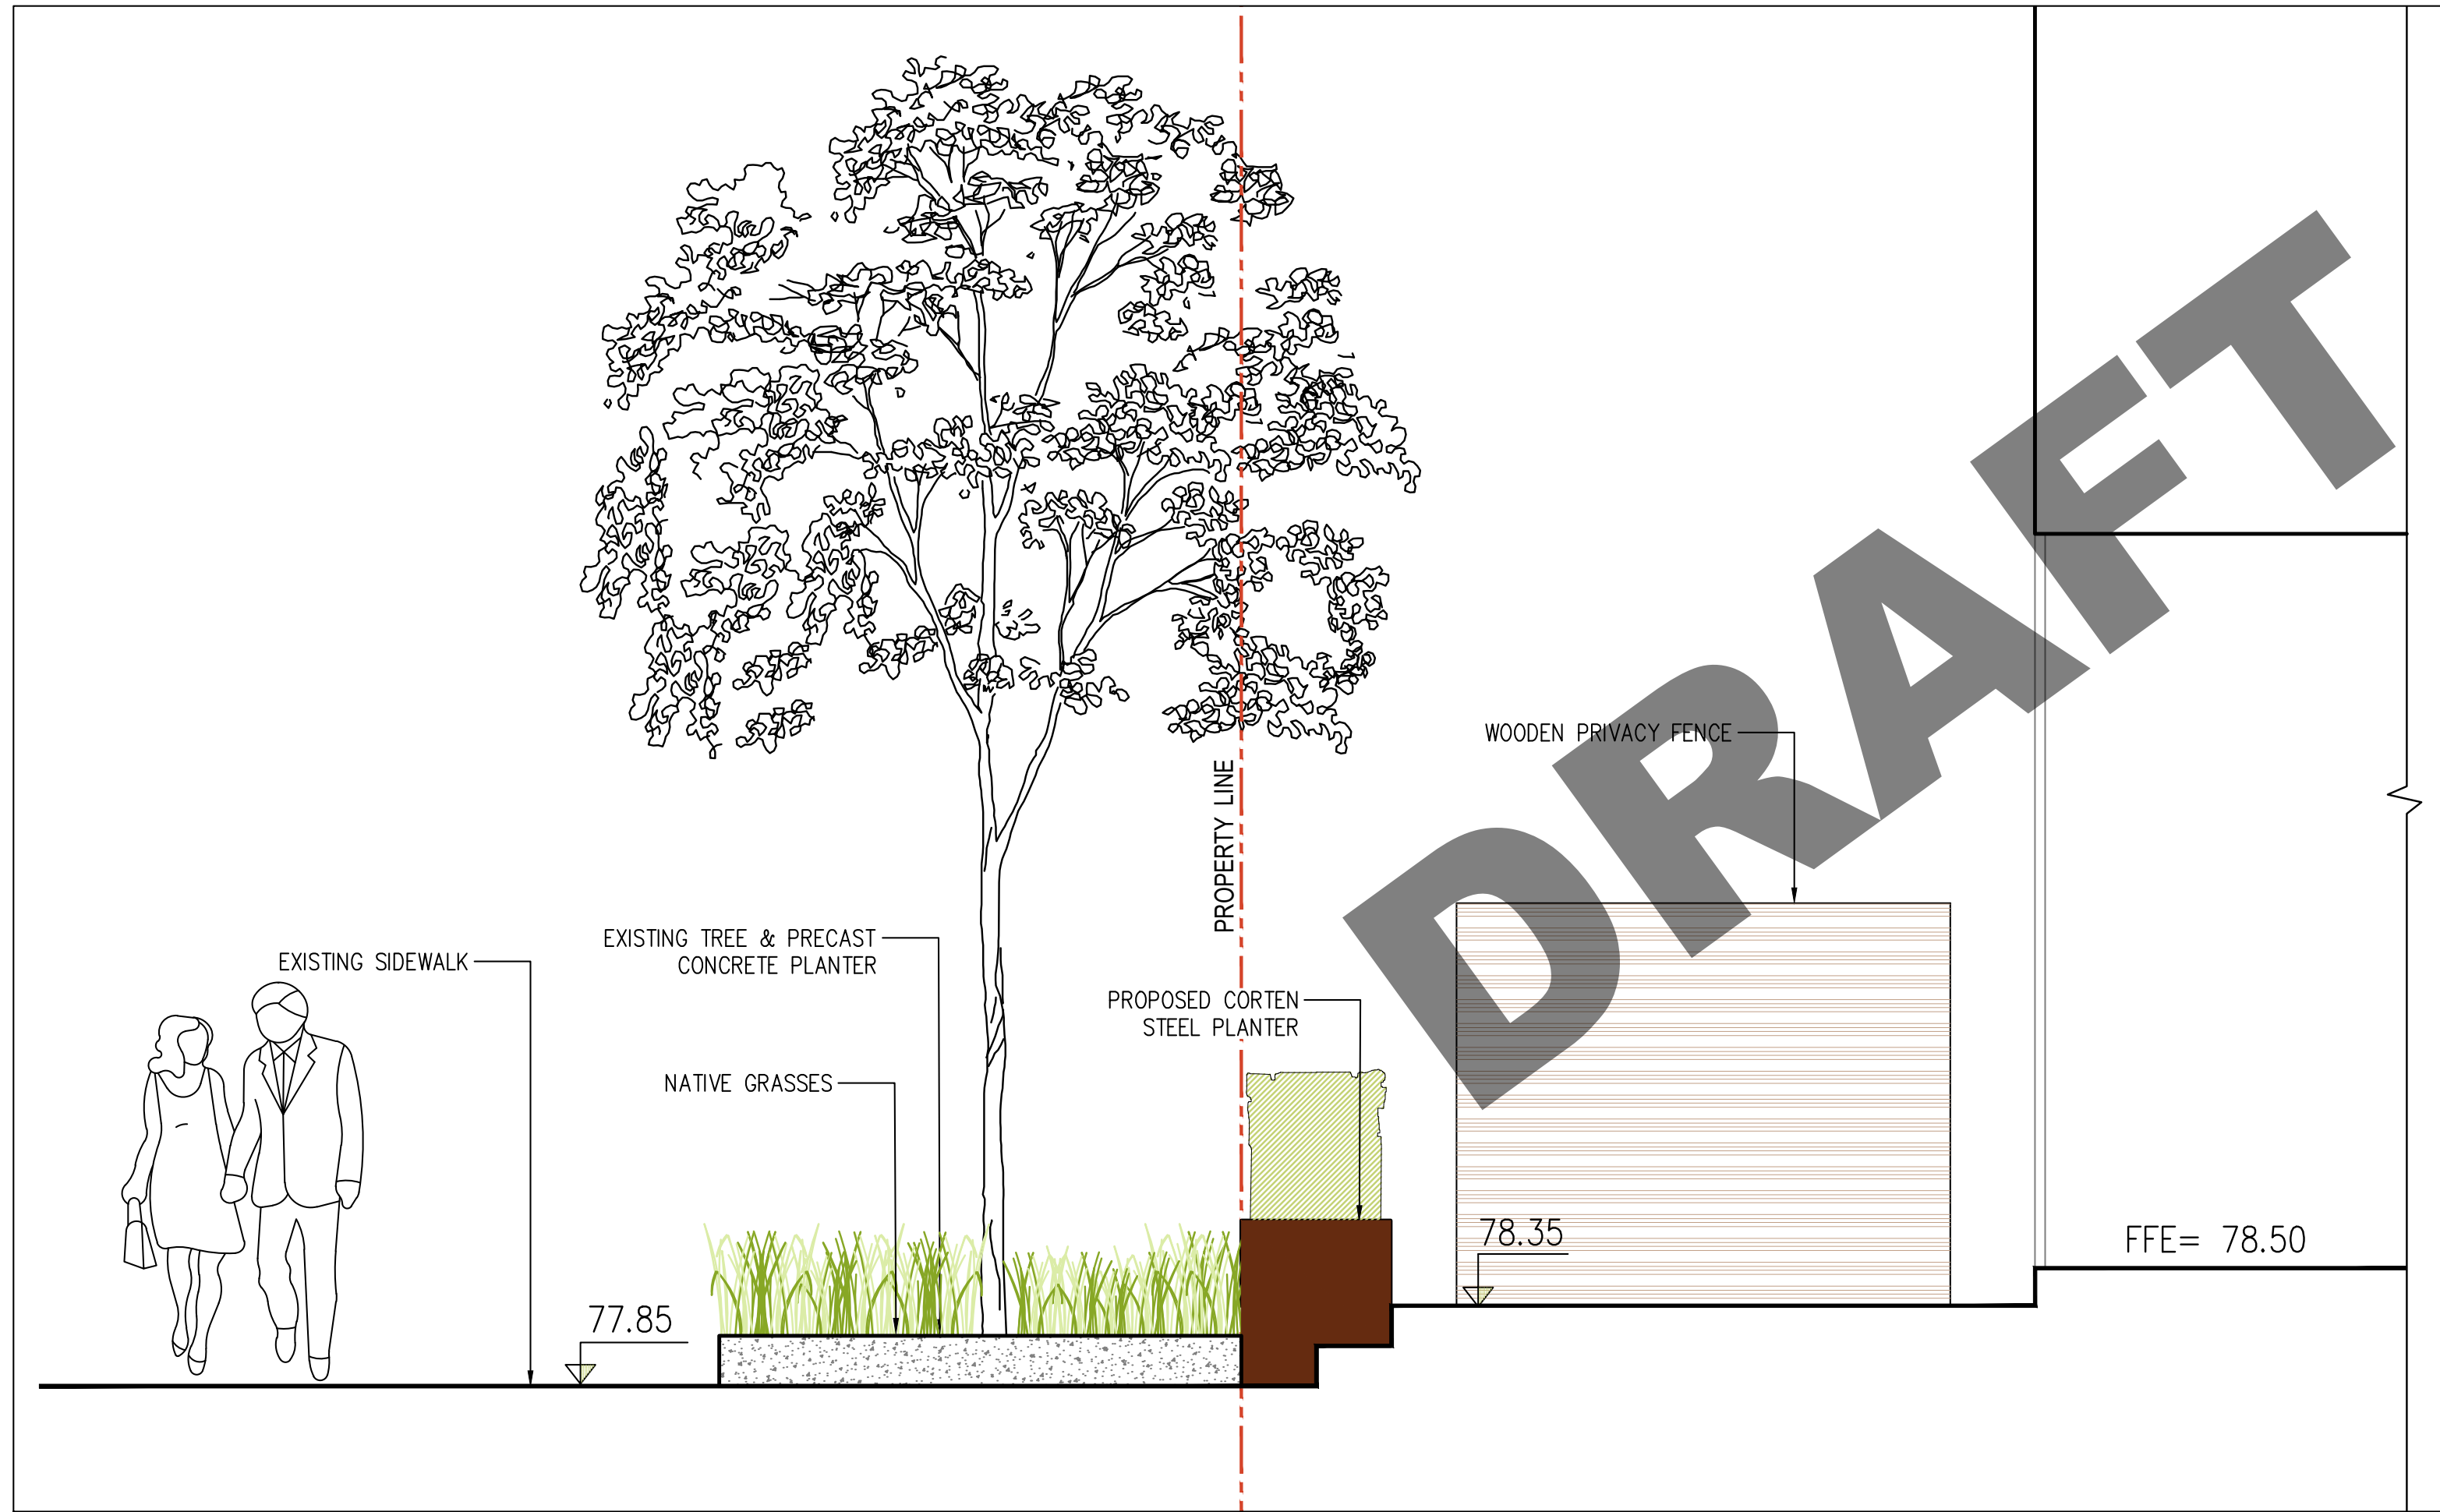 DRAFT
WOODEN PRIVACY FENCE
PROPERTY LINE
EXISTING TREE & PRECAST
CONCRETE PLANTER
EXISTING SIDEWALK
PROPOSED CORTEN
STEEL PLANTER
NATIVE GRASSES
78.35
FFE= 78.50
77.85